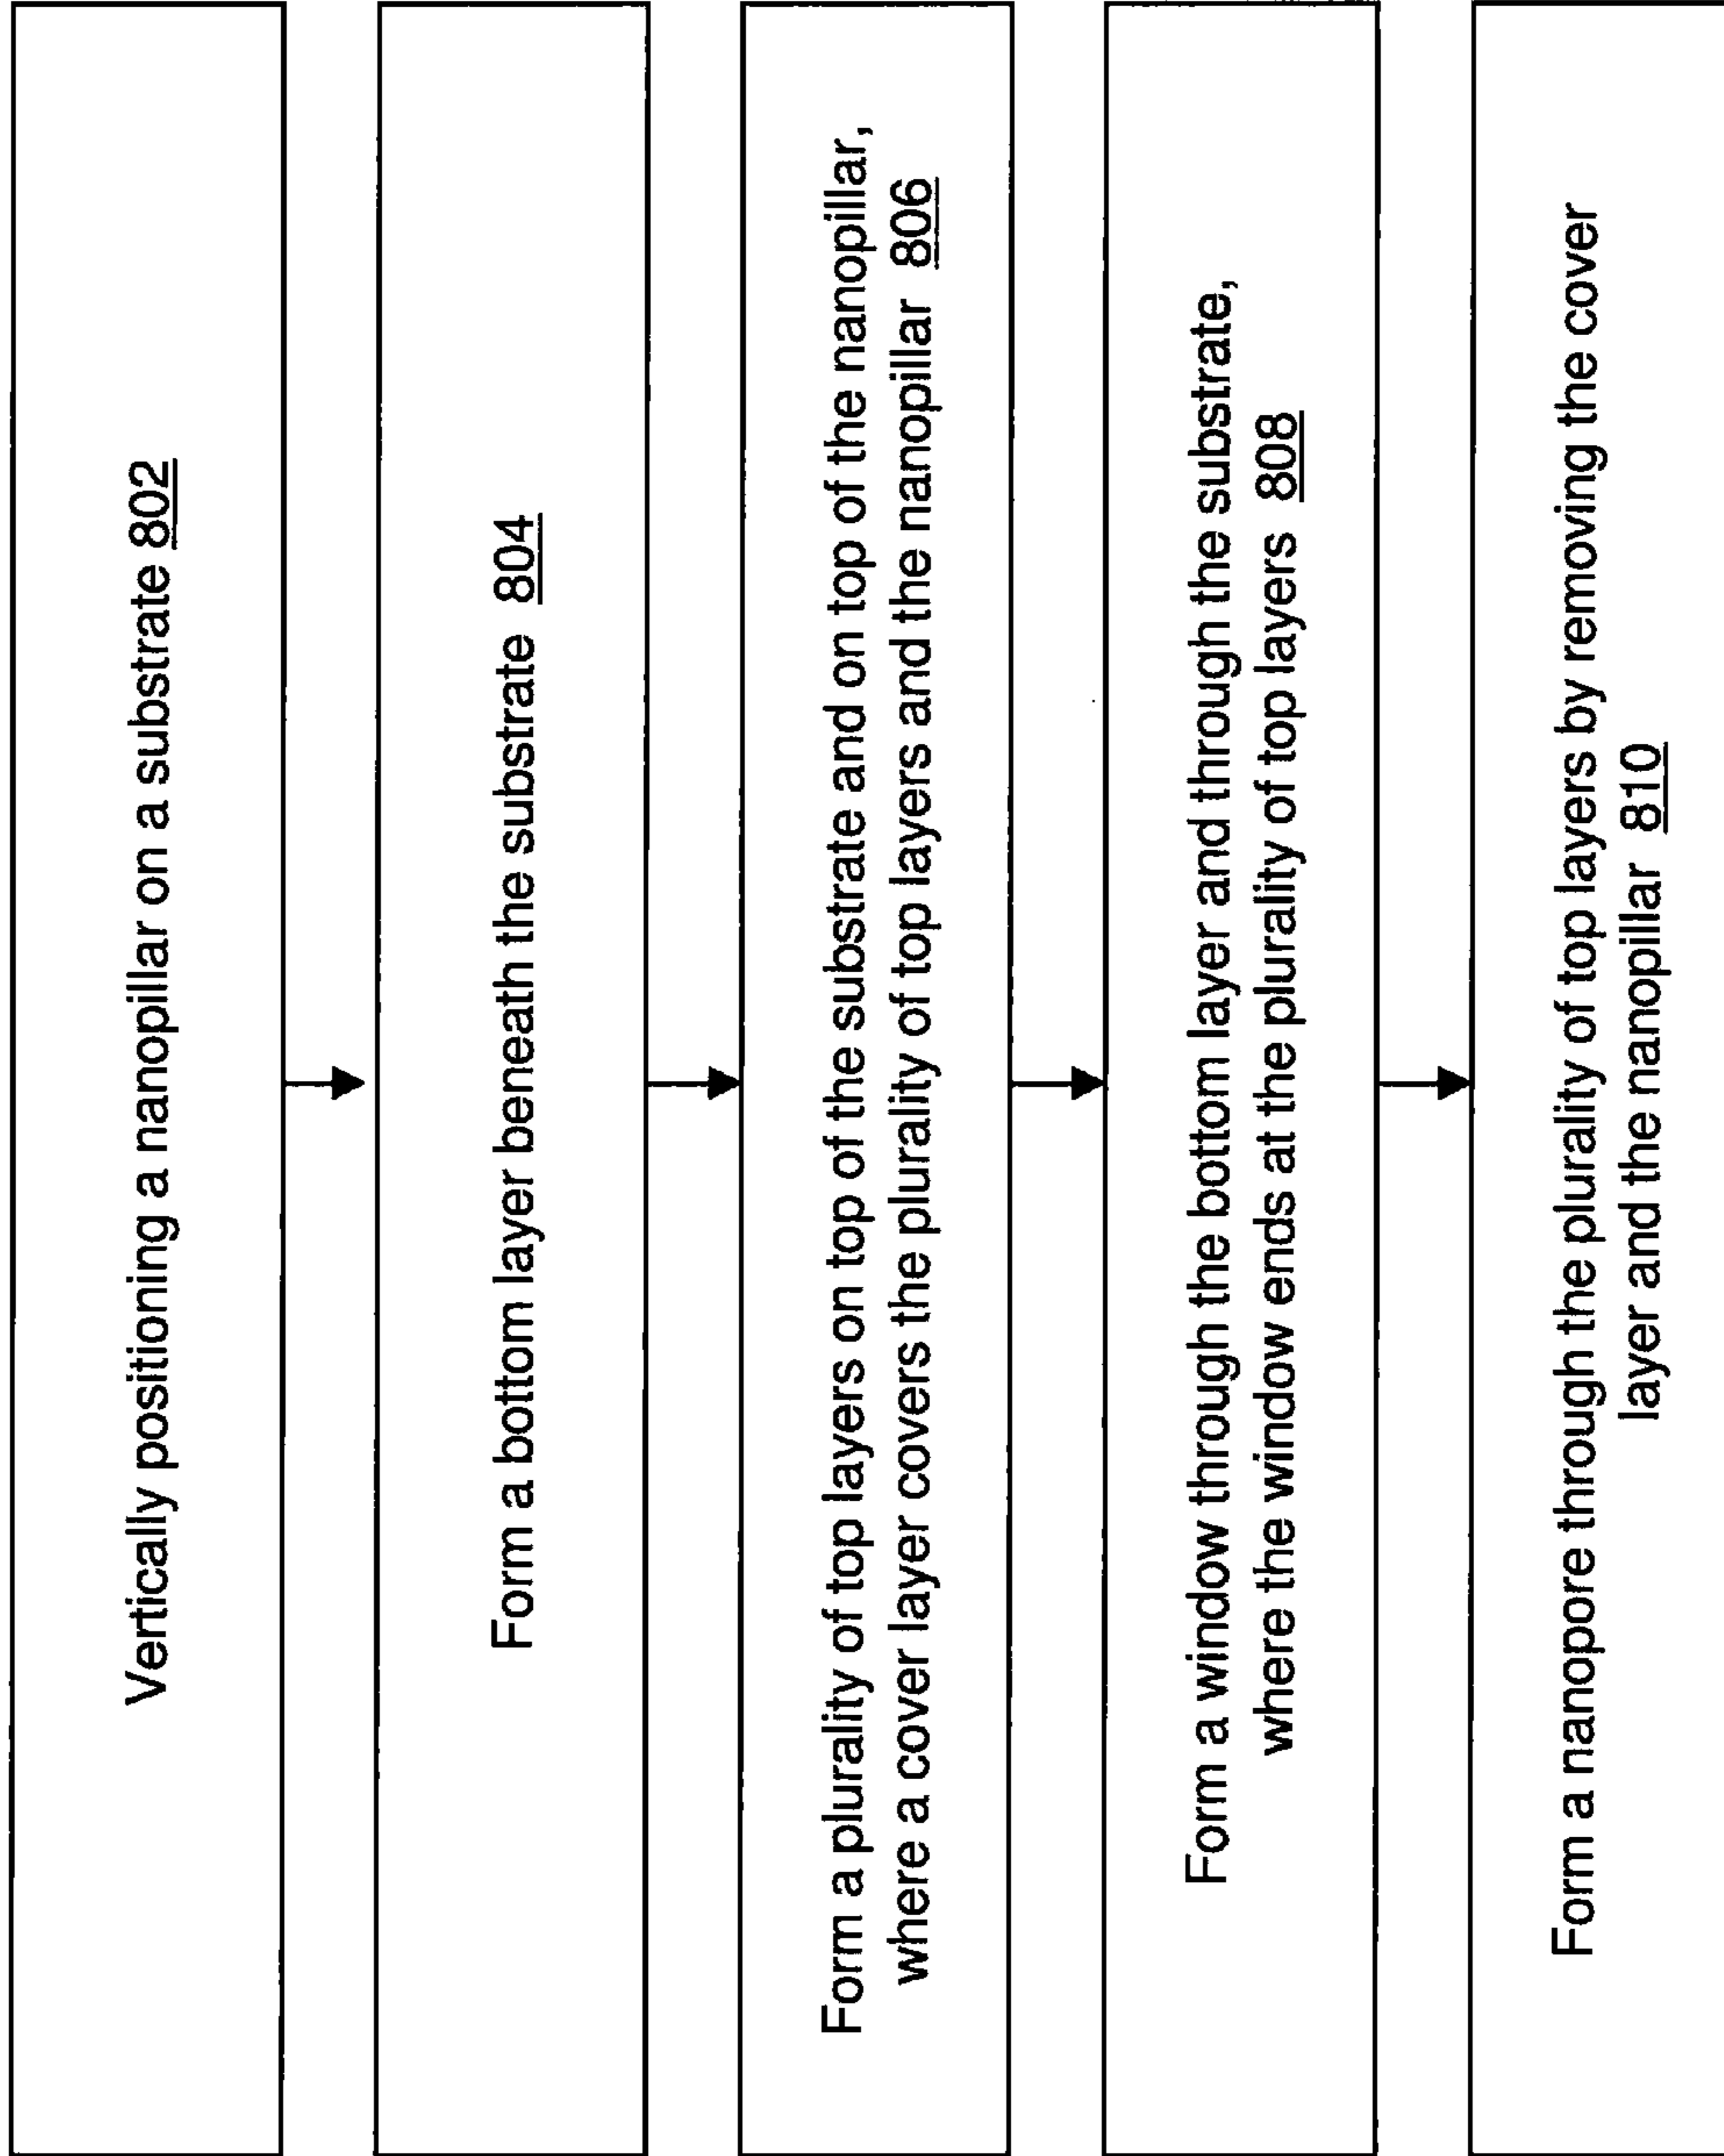 Vertically positioning a nanopillar on a substrate 802
Form a bottom layer beneath the substrate 804
Form a plurality of top layers on top of the substrate and on top of the nanopillar,
where a cover layer covers the plurality of top layers and the nanopillar 806
Form a window through the bottom layer and through the substrate,
where the window ends at the plurality of top layers 808
Form a nanopore through the plurality of top layers by removing the cover
layer and the nanopillar 810